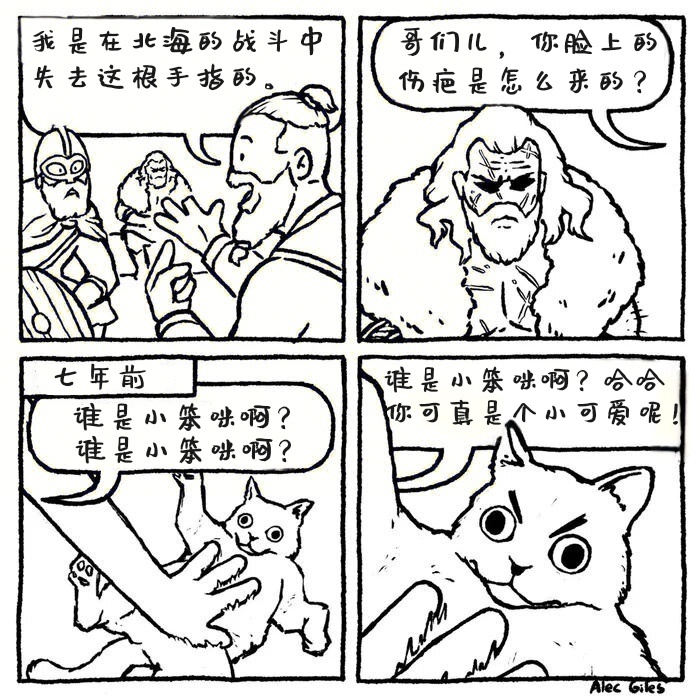 我是在北海的战斗中
失去这根手指的。
哥们儿，你脸上的
伤疤是怎么来的？
七年前
谁是小笨咪啊？
谁是小笨咪啊？
谁是小笨咪啊？哈哈
你可真是个小可爱呢！
Alec Giles